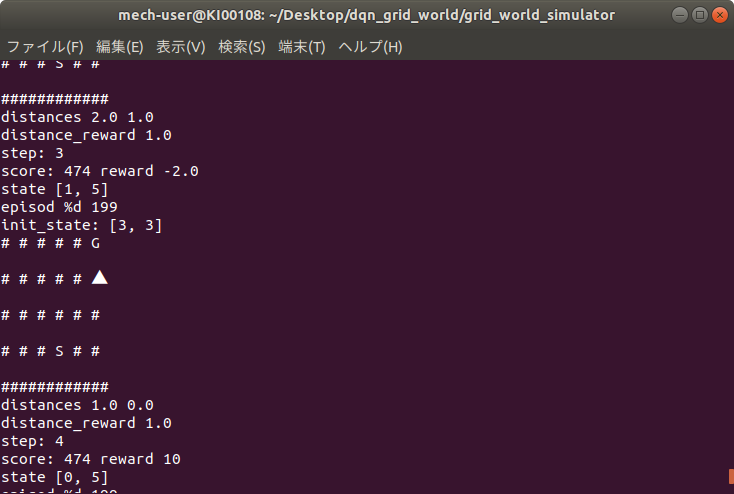 mech-user@KI00108: ~/Desktop/dqn_grid_world/grid_world_simulator
ファイル(F) 編集(E) 表示(V) 検索(S) 端末(T) ヘルプ(H)
# # # S # #
############
distances 2.0 1.0
distance_reward 1.0
step: 3
score: 474 reward -2.0
state [1, 5]
episod %d 199
init_state: [3, 3]
# # # # # G
# # # # # ▲
# # # # # #
# # # S # #
############
distances 1.0 0.0
distance_reward 1.0
step: 4
score: 474 reward 10
state [0, 5]
episod %d 199